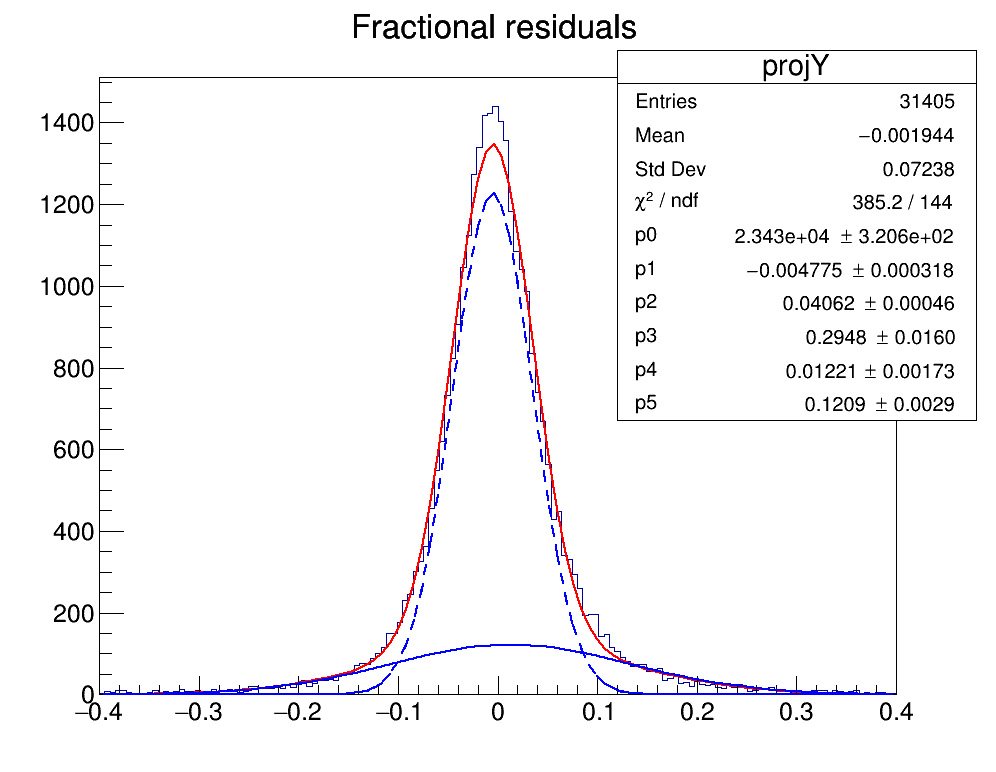 Fractional residuals
projY
Entries 31405
Mean −0.001944
Std Dev 0.07238
χ² / ndf 385.2 / 144
p0 2.343e+04 ± 3.206e+02
p1 −0.004775 ± 0.000318
p2 0.04062 ± 0.00046
p3 0.2948 ± 0.0160
p4 0.01221 ± 0.00173
p5 0.1209 ± 0.0029
1400
1200
1000
800
600
400
200
0
−0.4 −0.3 −0.2 −0.1 0 0.1 0.2 0.3 0.4